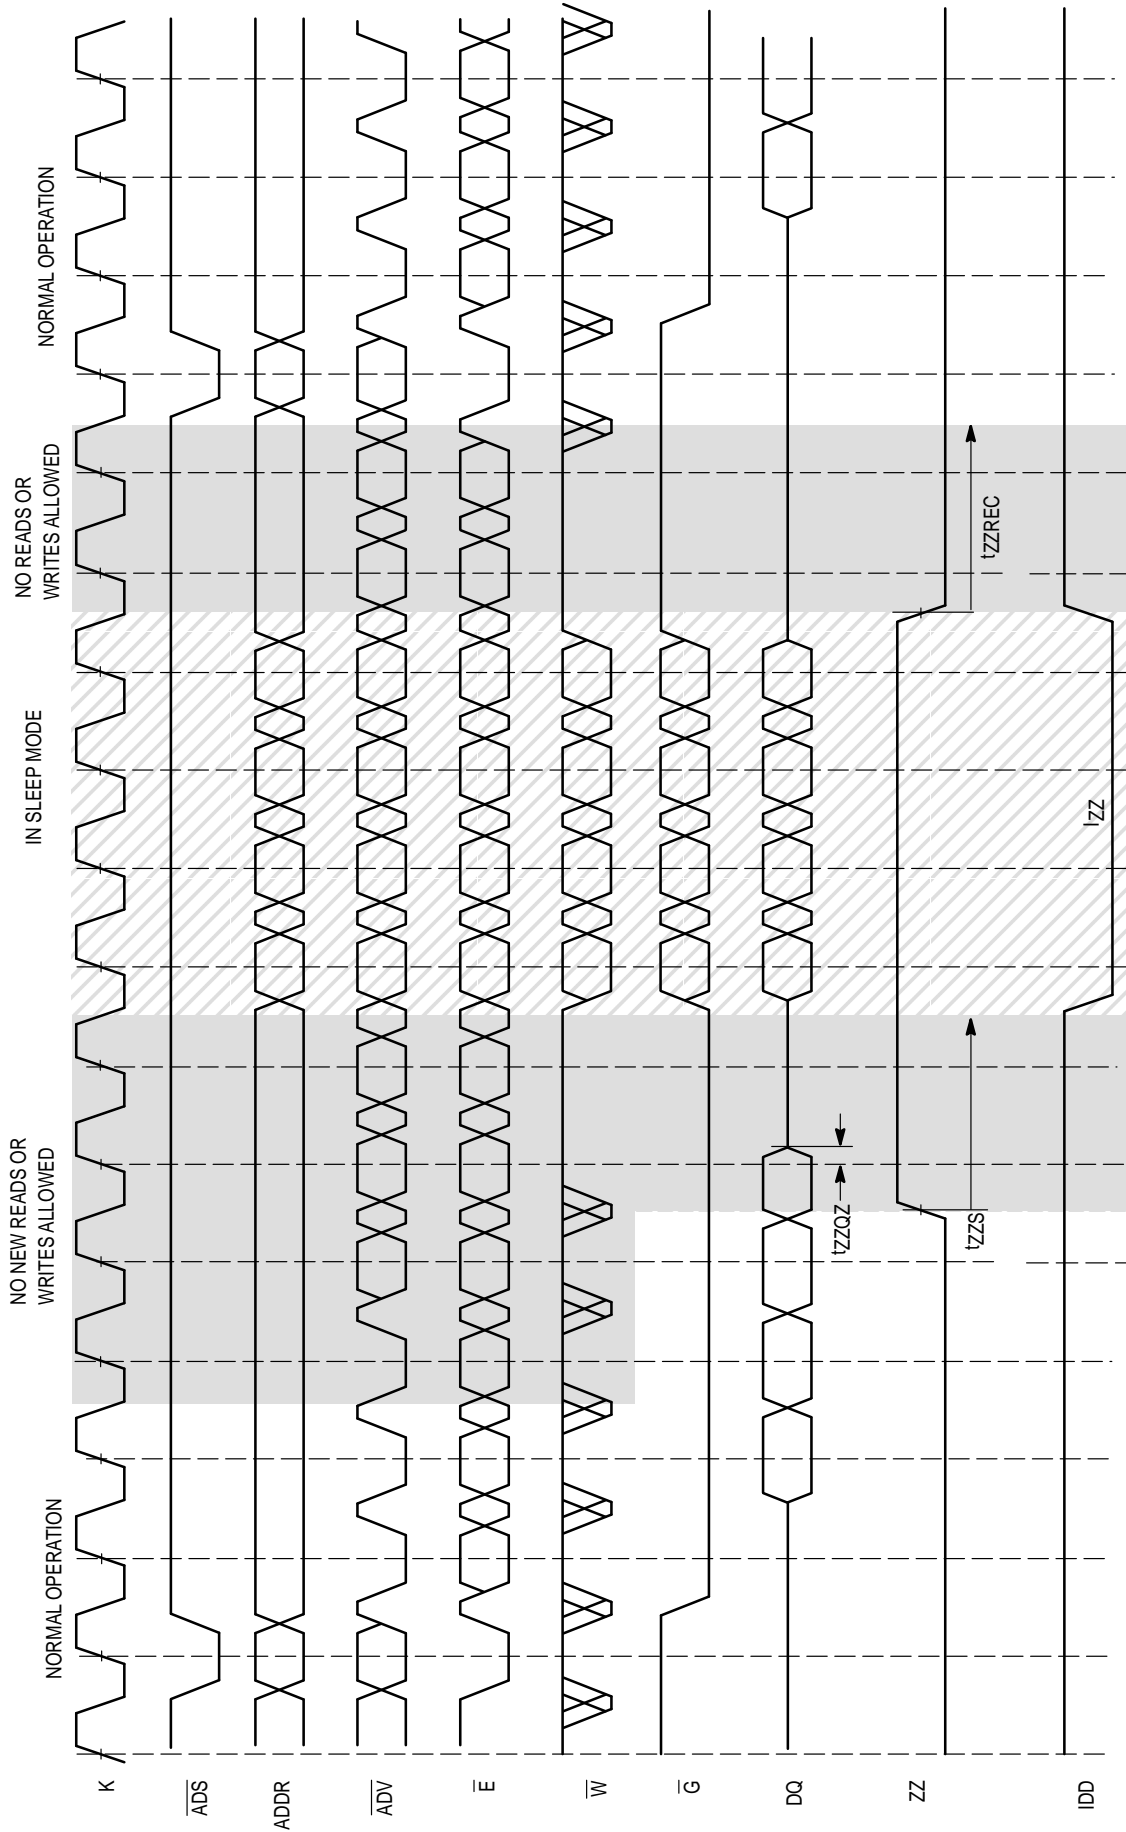 NORMAL OPERATION
NO NEW READS OR
WRITES ALLOWED
IN SLEEP MODE
NO READS OR
WRITES ALLOWED
NORMAL OPERATION
K
ADS
ADDR
ADV
E
W
G
DQ
tZZQZ
ZZ
tZZS
tZZREC
IDD
IZZ